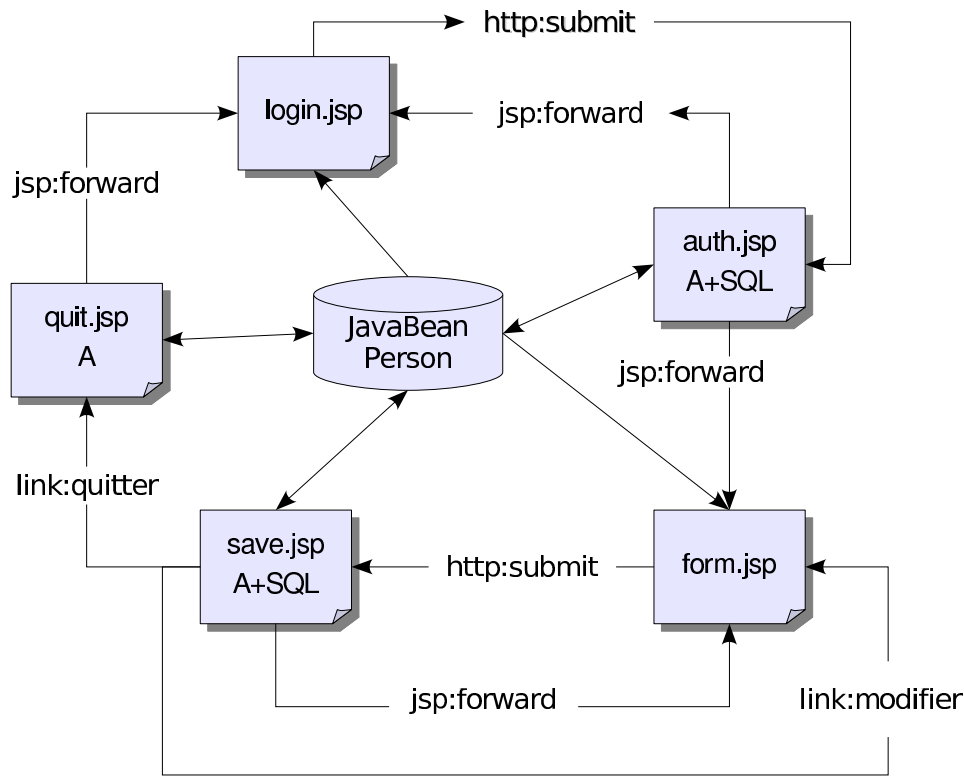 http:submit
login.jsp
jsp:forward
jsp:forward
auth.jsp
A+SQL
quit.jsp
A
JavaBean
Person
jsp:forward
link:quitter
save.jsp
A+SQL
http:submit
form.jsp
jsp:forward
link:modifier